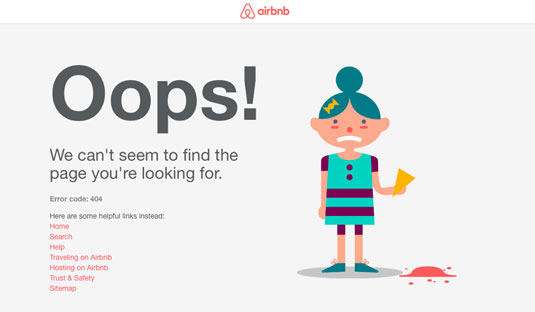 airbnb
Oops!
We can't seem to find the
page you're looking for.
Error code: 404
Here are some helpful links instead:
Home
Search
Help
Traveling on Airbnb
Hosting on Airbnb
Trust & Safety
Sitemap